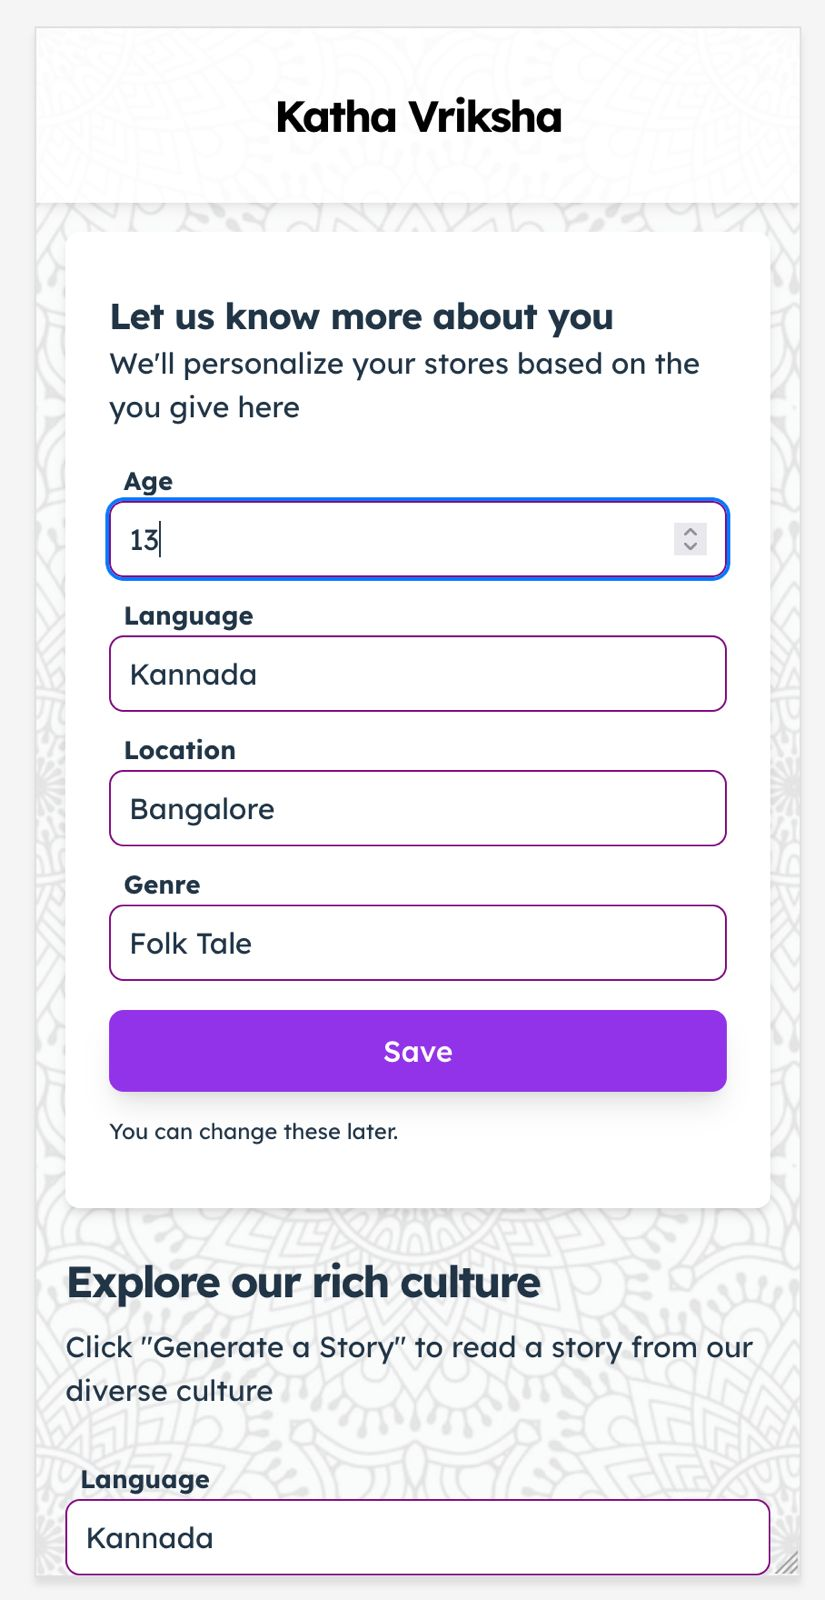 Katha Vriksha
Let us know more about you
We'll personalize your stores based on the
you give here
Age
13
Language
Kannada
Location
Bangalore
Genre
Folk Tale
Save
You can change these later.
Explore our rich culture
Click "Generate a Story" to read a story from our
diverse culture
Language
Kannada